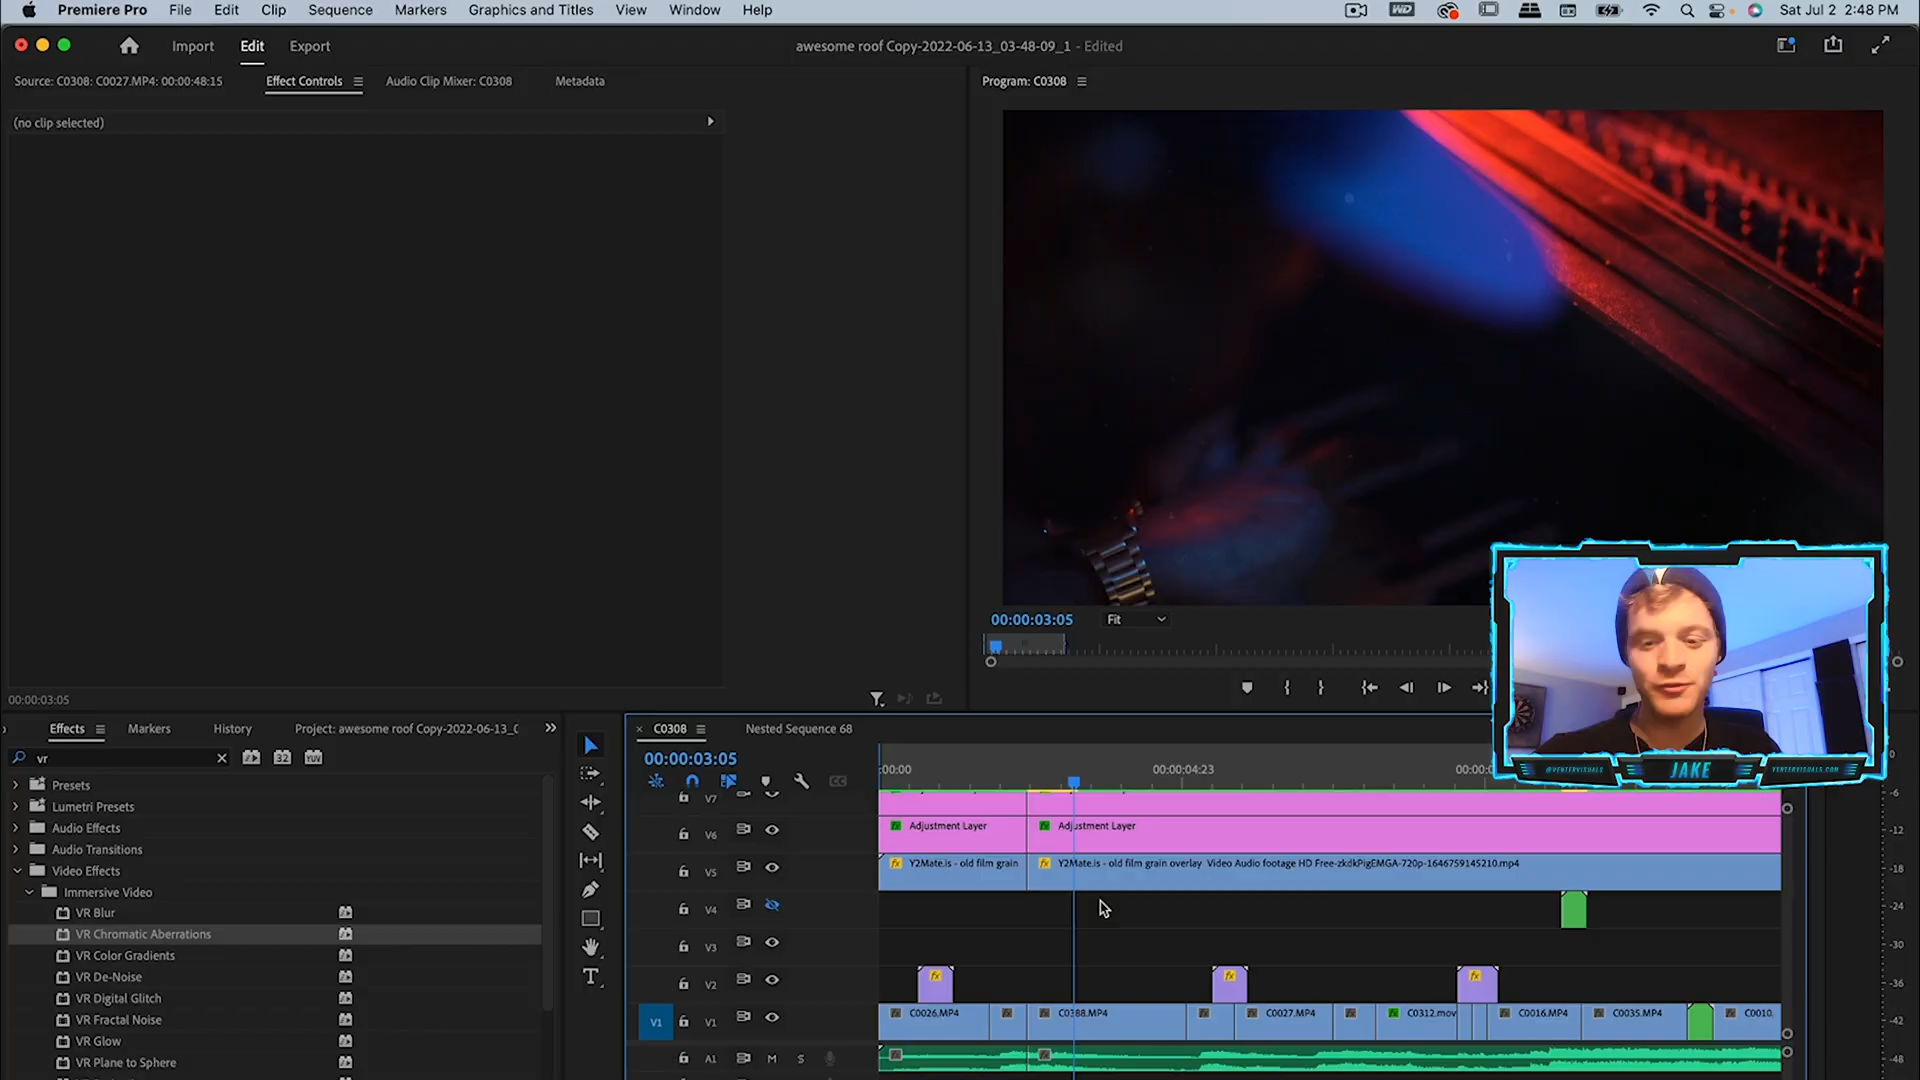 Premiere Pro File Edit Clip Sequence Markers Graphics and Titles View Window Help
Sat Jul 2 2:48 PM
Import Edit Export
awesome roof Copy-2022-06-13_03-48-09_1 - Edited
Source: C0308: C0027.MP4: 00:00:48:15
Effect Controls
Audio Clip Mixer: C0308
Metadata
Program: C0308
(no clip selected)
00:00:03:05
Fit
00:00:03:05
Effects
Markers
History
Project: awesome roof Copy-2022-06-13_0
C0308
Nested Sequence 68
vr
32
YUV
00:00:03:05
:00:00
00:00:04:23
00:00:0
@VENTERVISUALS
JAKE
VENTERVISUALS.COM
Presets
Lumetri Presets
Audio Effects
Audio Transitions
Video Effects
Immersive Video
VR Blur
VR Chromatic Aberrations
VR Color Gradients
VR De-Noise
VR Digital Glitch
VR Fractal Noise
VR Glow
VR Plane to Sphere
V7
V6
Adjustment Layer
Adjustment Layer
V5
Y2Mate.is - old film grain
Y2Mate.is - old film grain overlay Video Audio footage HD Free-zkdkPigEMGA-720p-1646759145210.mp4
V4
V3
V2
V1
V1
C0026.MP4
C0308.MP4
C0027.MP4
C0312.mov
C0016.MP4
C0035.MP4
C0010.
A1
M
S
0
-6
-12
-18
-24
-30
-36
-42
-48